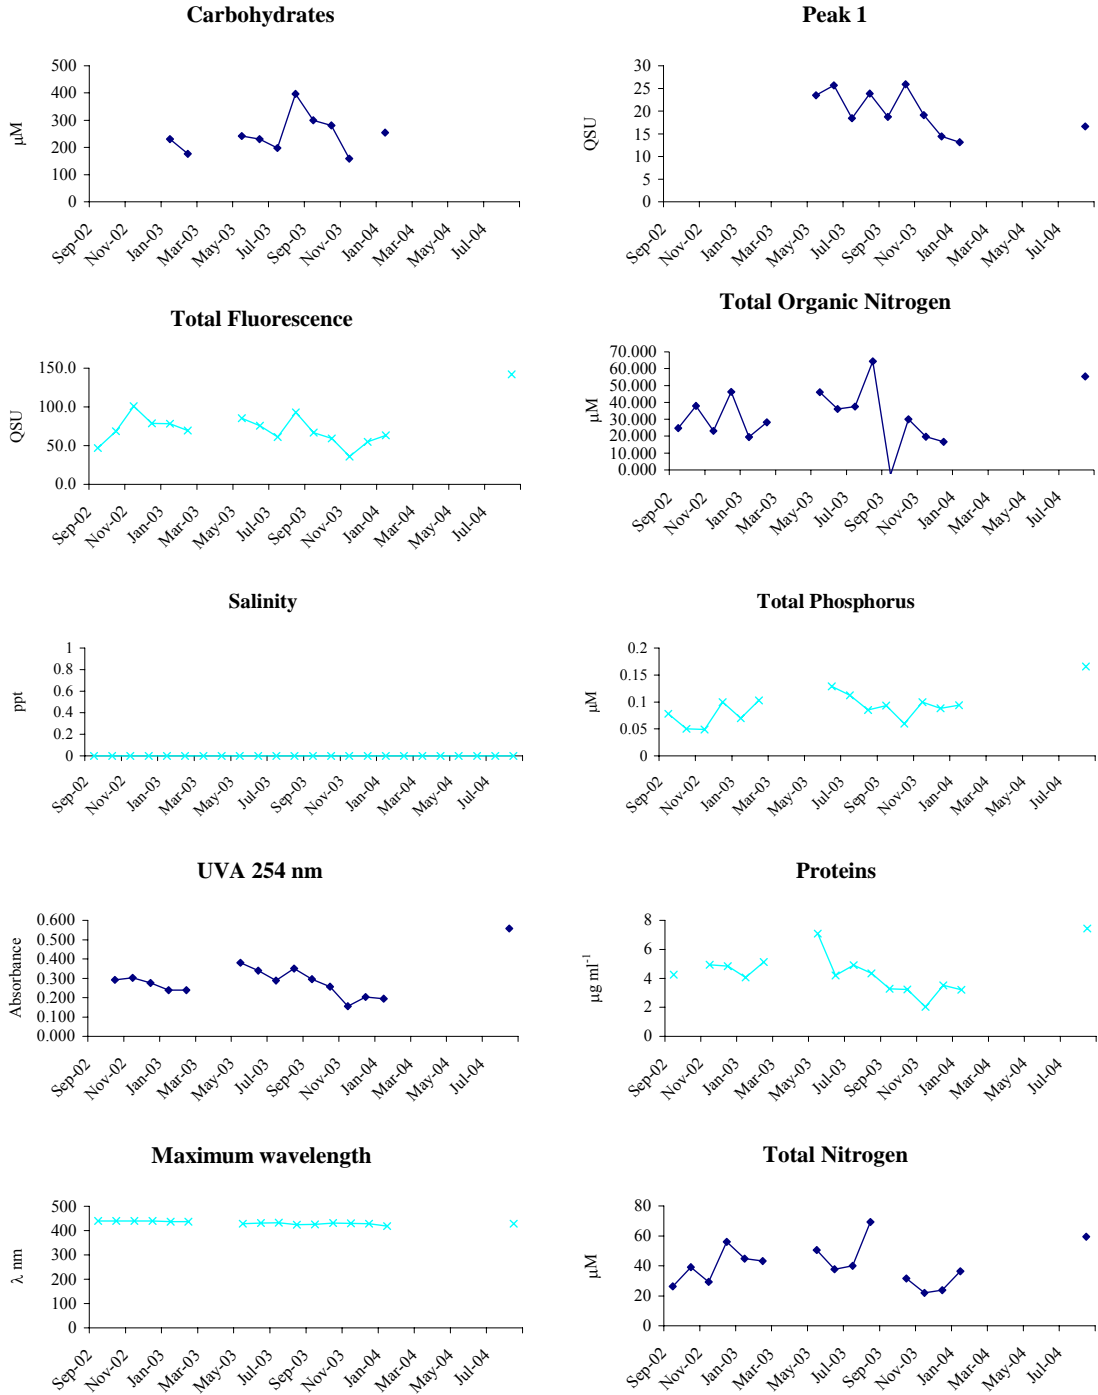 Carbohydrates
500
400
300
200
100
0
µM
Sep-02
Nov-02
Jan-03
Mar-03
May-03
Jul-03
Sep-03
Nov-03
Jan-04
Mar-04
May-04
Jul-04
Peak 1
30
25
20
15
10
5
0
QSU
Sep-02
Nov-02
Jan-03
Mar-03
May-03
Jul-03
Sep-03
Nov-03
Jan-04
Mar-04
May-04
Jul-04
Total Fluorescence
150.0
100.0
50.0
0.0
QSU
Sep-02
Nov-02
Jan-03
Mar-03
May-03
Jul-03
Sep-03
Nov-03
Jan-04
Mar-04
May-04
Jul-04
Total Organic Nitrogen
70.000
60.000
50.000
40.000
30.000
20.000
10.000
0.000
µM
Sep-02
Nov-02
Jan-03
Mar-03
May-03
Jul-03
Sep-03
Nov-03
Jan-04
Mar-04
May-04
Jul-04
Salinity
1
0.8
0.6
0.4
0.2
0
ppt
Sep-02
Nov-02
Jan-03
Mar-03
May-03
Jul-03
Sep-03
Nov-03
Jan-04
Mar-04
May-04
Jul-04
Total Phosphorus
0.2
0.15
0.1
0.05
0
µM
Sep-02
Nov-02
Jan-03
Mar-03
May-03
Jul-03
Sep-03
Nov-03
Jan-04
Mar-04
May-04
Jul-04
UVA 254 nm
0.600
0.500
0.400
0.300
0.200
0.100
0.000
Absorbance
Sep-02
Nov-02
Jan-03
Mar-03
May-03
Jul-03
Sep-03
Nov-03
Jan-04
Mar-04
May-04
Jul-04
Proteins
8
6
4
2
0
µg ml⁻¹
Sep-02
Nov-02
Jan-03
Mar-03
May-03
Jul-03
Sep-03
Nov-03
Jan-04
Mar-04
May-04
Jul-04
Maximum wavelength
500
400
300
200
100
0
λ nm
Sep-02
Nov-02
Jan-03
Mar-03
May-03
Jul-03
Sep-03
Nov-03
Jan-04
Mar-04
May-04
Jul-04
Total Nitrogen
80
60
40
20
0
µM
Sep-02
Nov-02
Jan-03
Mar-03
May-03
Jul-03
Sep-03
Nov-03
Jan-04
Mar-04
May-04
Jul-04